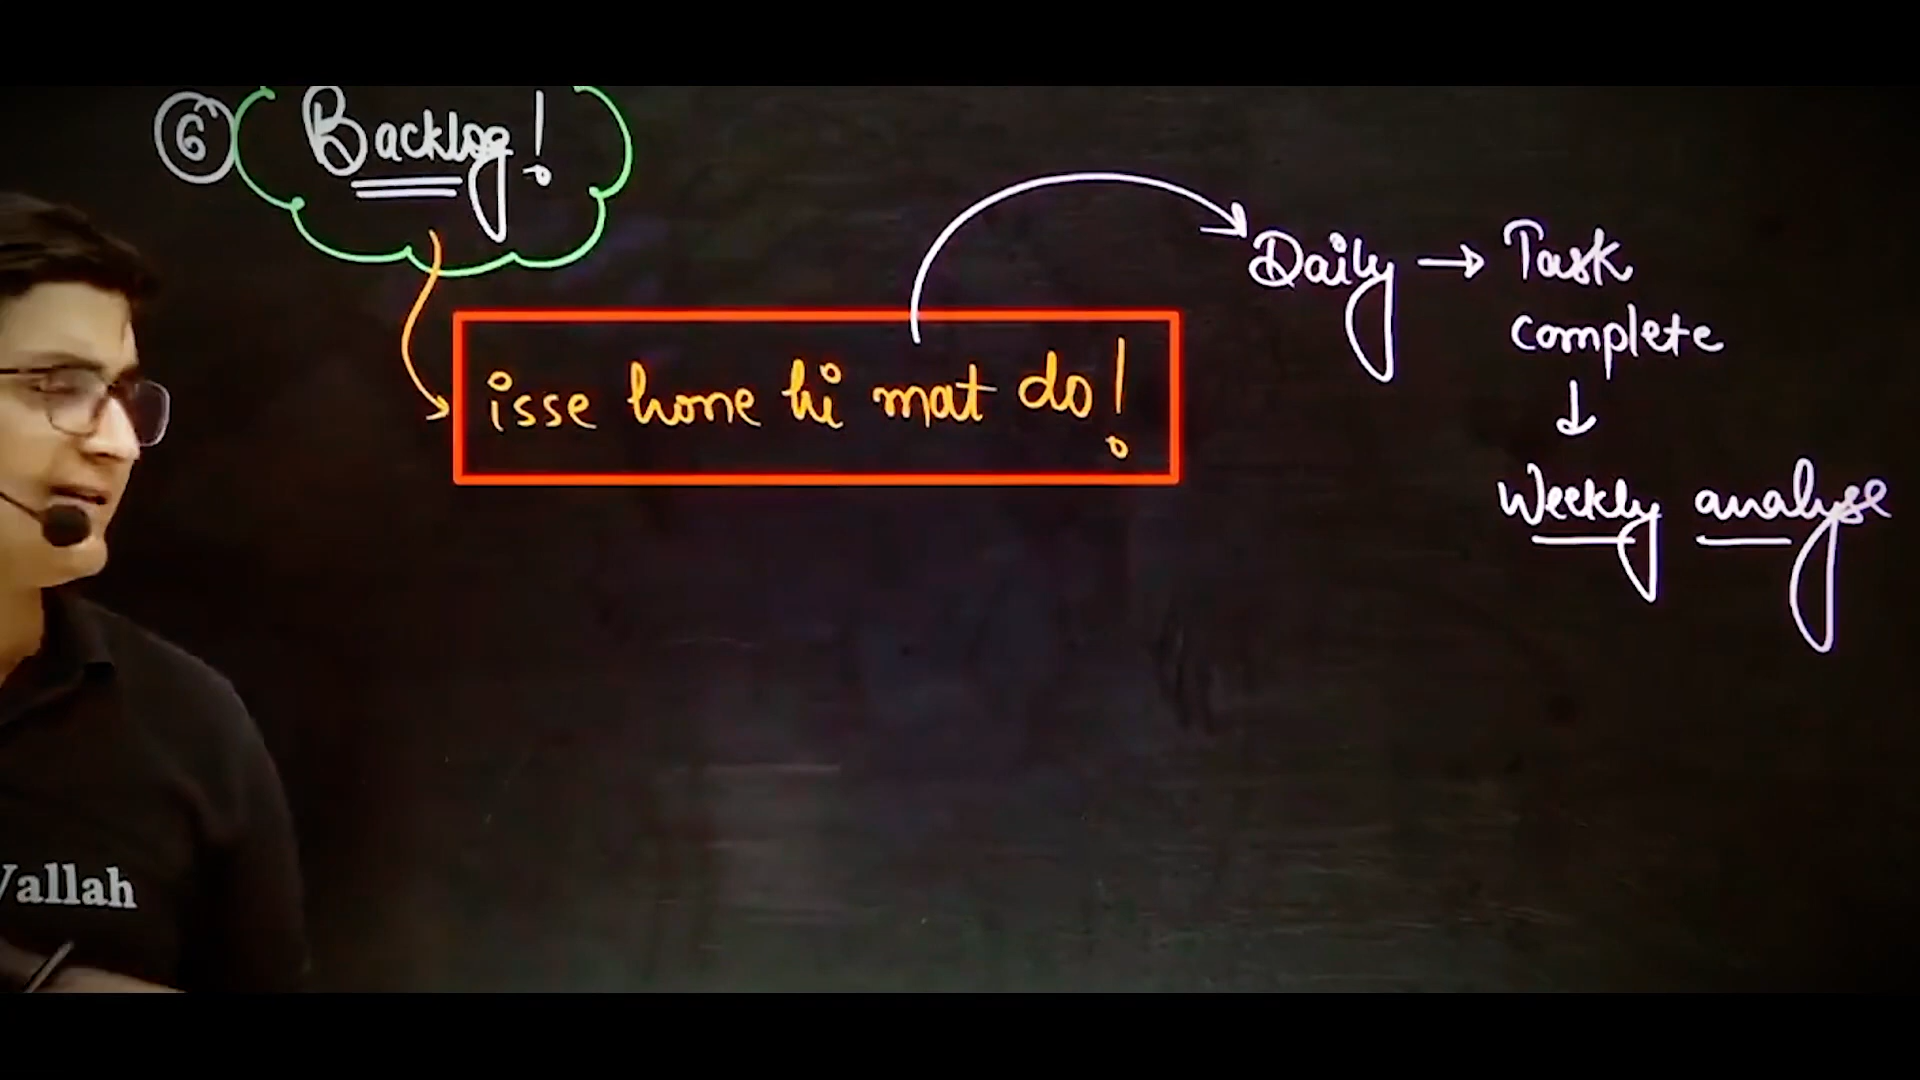 6 Backlog!
isse hone hi mat do!
Daily → Task
complete
↓
Weekly analyse
Vallah